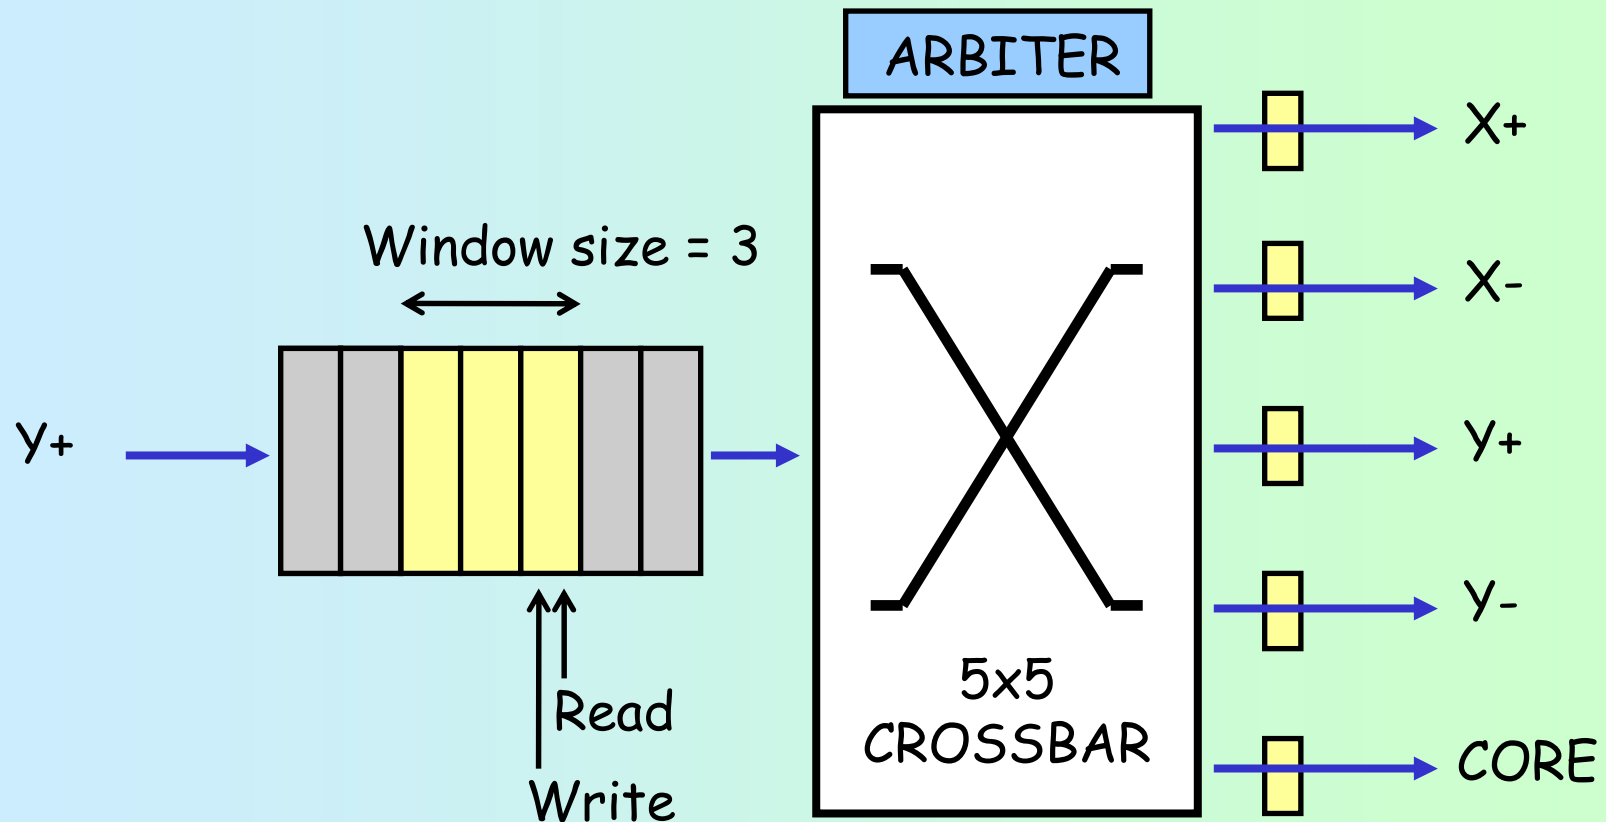 ARBITER
X+
Window size = 3
X-
Y+
Y+
Y-
5x5
CROSSBAR
Read
Write
CORE